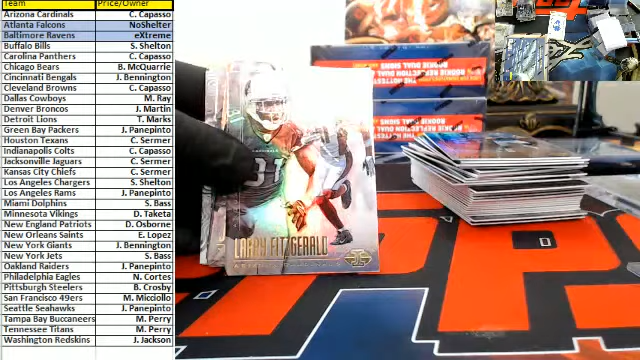 Team Price/Owner
Arizona Cardinals C. Capasso
Atlanta Falcons NoShelter
Baltimore Ravens eXtreme
Buffalo Bills S. Shelton
Carolina Panthers C. Capasso
Chicago Bears B. McQuarrie
Cincinnati Bengals J. Bennington
Cleveland Browns C. Capasso
Dallas Cowboys M. Ray
Denver Broncos J. Martin
Detroit Lions T. Marks
Green Bay Packers J. Panepinto
Houston Texans C. Sermer
Indianapolis Colts C. Capasso
Jacksonville Jaguars C. Sermer
Kansas City Chiefs C. Sermer
Los Angeles Chargers S. Shelton
Los Angeles Rams J. Panepinto
Miami Dolphins S. Bass
Minnesota Vikings D. Taketa
New England Patriots D. Osborne
New Orleans Saints E. Lopez
New York Giants J. Bennington
New York Jets S. Bass
Oakland Raiders J. Panepinto
Philadelphia Eagles N. Cortes
Pittsburgh Steelers B. Crosby
San Francisco 49ers M. Micciollo
Seattle Seahawks J. Panepinto
Tampa Bay Buccaneers M. Perry
Tennessee Titans M. Perry
Washington Redskins J. Jackson
LARRY FITZGERALD